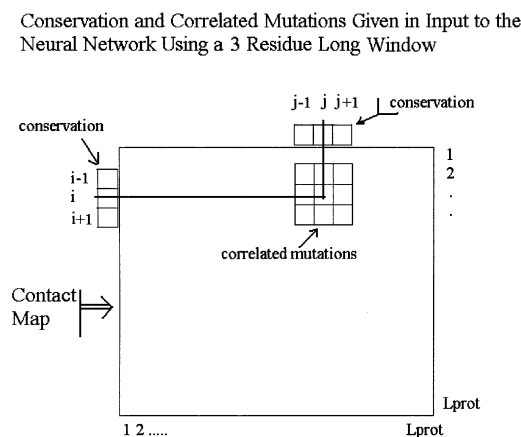 Conservation and Correlated Mutations Given in Input to the
Neural Network Using a 3 Residue Long Window
j-1 j j+1
conservation
conservation
1
2
.
.
i-1
i
i+1
correlated mutations
Contact
Map
Lprot
1 2 .....
Lprot